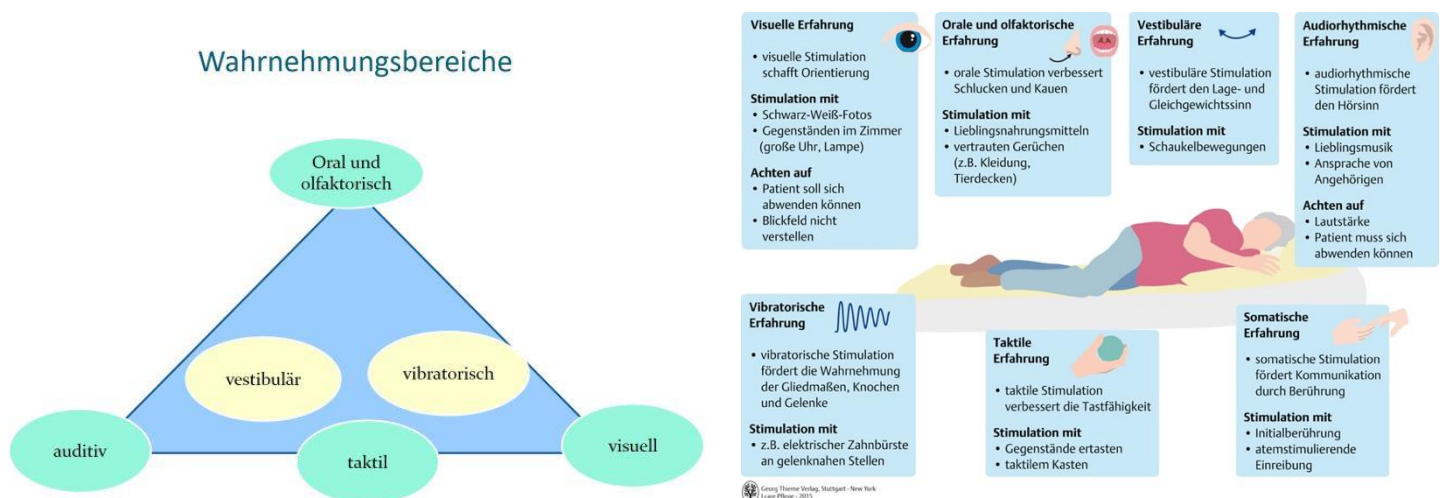 Wahrnehmungsbereiche
Oral und
olfaktorisch
vestibulär
vibratorisch
auditiv
taktil
visuell
Visuelle Erfahrung
• visuelle Stimulation
schafft Orientierung
Stimulation mit
• Schwarz-Weiß-Fotos
• Gegenständen im Zimmer
(große Uhr, Lampe)
Achten auf
• Patient soll sich
abwenden können
• Blickfeld nicht
verstellen
Orale und olfaktorische
Erfahrung
• orale Stimulation verbessert
Schlucken und Kauen
Stimulation mit
• Lieblingsnahrungsmitteln
• vertrauten Gerüchen
(z.B. Kleidung,
Tierdecken)
Vestibuläre
Erfahrung
• vestibuläre Stimulation
fördert den Lage- und
Gleichgewichtssinn
Stimulation mit
• Schaukelbewegungen
Audiorhythmische
Erfahrung
• audiorhythmische
Stimulation fördert
den Hörsinn
Stimulation mit
• Lieblingsmusik
• Ansprache von
Angehörigen
Achten auf
• Lautstärke
• Patient muss sich
abwenden können
Vibratorische
Erfahrung
• vibratorische Stimulation
fördert die Wahrnehmung
der Gliedmaßen, Knochen
und Gelenke
Stimulation mit
• z.B. elektrischer Zahnbürste
an gelenknahen Stellen
Taktile
Erfahrung
• taktile Stimulation
verbessert die Tastfähigkeit
Stimulation mit
• Gegenstände ertasten
• taktilem Kasten
Somatische
Erfahrung
• somatische Stimulation
fördert Kommunikation
durch Berührung
Stimulation mit
• Initialberührung
• atemstimulierende
Einreibung
Georg Thieme Verlag, Stuttgart - New York
I care Pflege - 2015